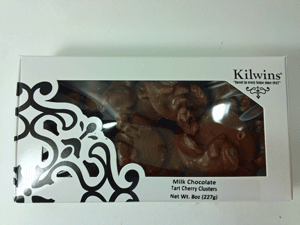 Kilwins®
Milk Chocolate
Tart Cherry Clusters
Net Wt. 8oz (227g)